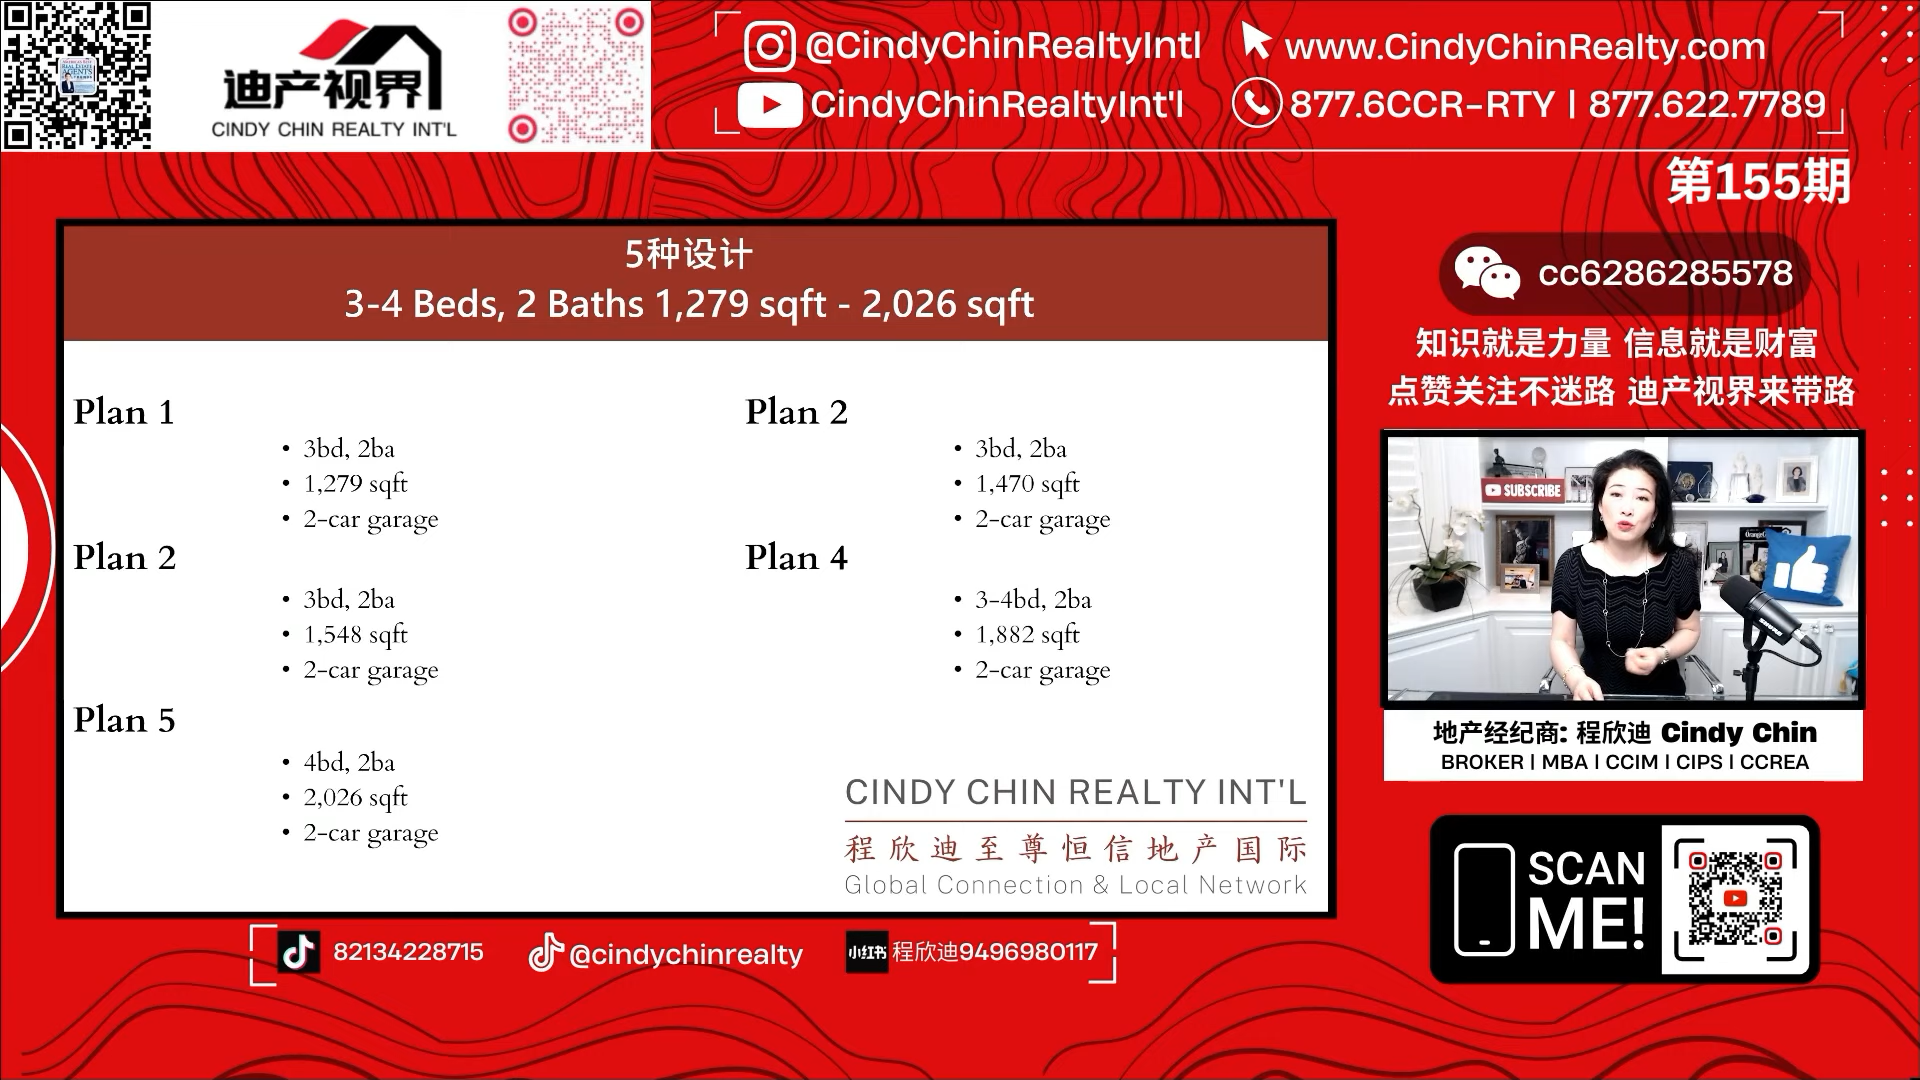 迪产视界
CINDY CHIN REALTY INT'L
@CindyChinRealtyIntl
www.CindyChinRealty.com
CindyChinRealtyInt'l
877.6CCR-RTY | 877.622.7789
第155期
5种设计
3-4 Beds, 2 Baths 1,279 sqft - 2,026 sqft
Plan 1
• 3bd, 2ba
• 1,279 sqft
• 2-car garage
Plan 2
• 3bd, 2ba
• 1,470 sqft
• 2-car garage
Plan 2
• 3bd, 2ba
• 1,548 sqft
• 2-car garage
Plan 4
• 3-4bd, 2ba
• 1,882 sqft
• 2-car garage
Plan 5
• 4bd, 2ba
• 2,026 sqft
• 2-car garage
CINDY CHIN REALTY INT'L
程欣迪至尊恒信地产国际
Global Connection & Local Network
cc6286285578
知识就是力量 信息就是财富
点赞关注不迷路 迪产视界来带路
SUBSCRIBE
地产经纪商: 程欣迪 Cindy Chin
BROKER | MBA | CCIM | CIPS | CCREA
SCAN
ME!
82134228715
@cindychinrealty
小红书 程欣迪9496980117